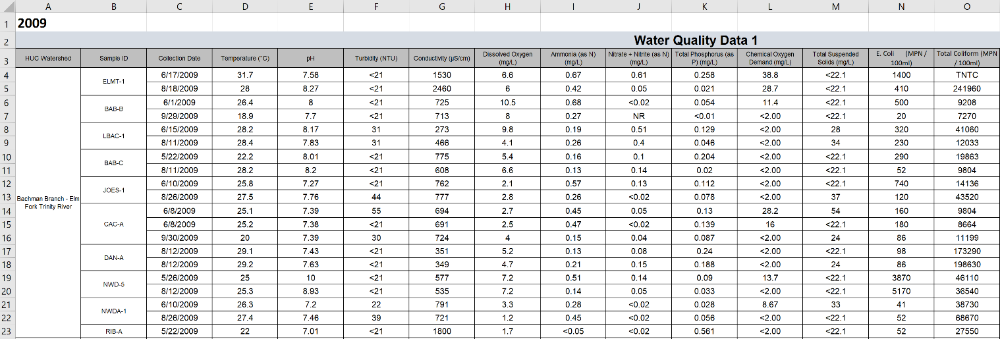 A B C D E F G H I J K L M N O
1 2009
2 Water Quality Data 1
3 HUC Watershed Sample ID Collection Date Temperature (°C) pH Turbidity (NTU) Conductivity (µS/cm) Dissolved Oxygen (mg/L) Ammonia (as N) (mg/L) Nitrate + Nitrite (as N) (mg/L) Total Phosphorus (as P) (mg/L) Chemical Oxygen Demand (mg/L) Total Suspended Solids (mg/L) E. Coli (MPN / 100ml) Total Coliform (MPN / 100ml)
Bachman Branch - Elm
Fork Trinity River
ELMT-1
4 6/17/2009 31.7 7.58 <21 1530 6.6 0.67 0.61 0.258 38.8 <22.1 1400 TNTC
5 8/18/2009 28 8.27 <21 2460 6 0.42 0.05 0.021 28.7 <22.1 410 241960
BAB-B
6 6/1/2009 26.4 8 <21 725 10.5 0.68 <0.02 0.054 11.4 <22.1 500 9208
7 9/29/2009 18.9 7.7 <21 713 8 0.27 NR <0.01 <2.00 <22.1 20 7270
LBAC-1
8 6/15/2009 28.2 8.17 31 273 9.8 0.19 0.51 0.129 <2.00 28 320 41060
9 8/11/2009 28.4 7.83 31 466 4.1 0.26 0.4 0.046 <2.00 34 230 12033
BAB-C
10 5/22/2009 22.2 8.01 <21 775 5.4 0.16 0.1 0.204 <2.00 <22.1 290 19863
11 8/11/2009 28.2 8.2 <21 608 6.6 0.13 0.14 0.02 <2.00 <22.1 52 9804
JOES-1
12 6/10/2009 25.8 7.27 <21 762 2.1 0.57 0.13 0.112 <2.00 <22.1 740 14136
13 8/26/2009 27.5 7.76 44 777 2.8 0.26 <0.02 0.078 <2.00 37 120 43520
CAC-A
14 6/8/2009 25.1 7.39 55 694 2.7 0.45 0.05 0.13 28.2 54 160 9804
15 6/8/2009 25.2 7.38 <21 691 2.5 0.47 <0.02 0.139 16 <22.1 180 8664
16 9/30/2009 20 7.39 30 724 4 0.15 0.04 0.087 <2.00 24 86 11199
DAN-A
17 8/12/2009 29.1 7.43 <21 351 5.2 0.13 0.08 0.24 <2.00 <22.1 98 173290
18 8/12/2009 29.2 7.63 <21 349 4.7 0.21 0.15 0.188 <2.00 24 86 198630
NWD-5
19 5/26/2009 25 10 <21 577 7.2 0.51 0.14 0.09 13.7 <22.1 3870 46110
20 8/12/2009 25.3 8.93 <21 535 7.2 0.14 0.05 0.033 <2.00 <22.1 5170 36540
NWDA-1
21 6/10/2009 26.3 7.2 22 791 3.3 0.28 <0.02 0.028 8.67 33 41 38730
22 8/26/2009 27.4 7.46 39 721 1.2 0.45 <0.02 0.056 <2.00 <22.1 52 68670
23 RIB-A 5/22/2009 22 7.01 <21 1800 1.7 <0.05 <0.02 0.561 <2.00 <22.1 52 27550